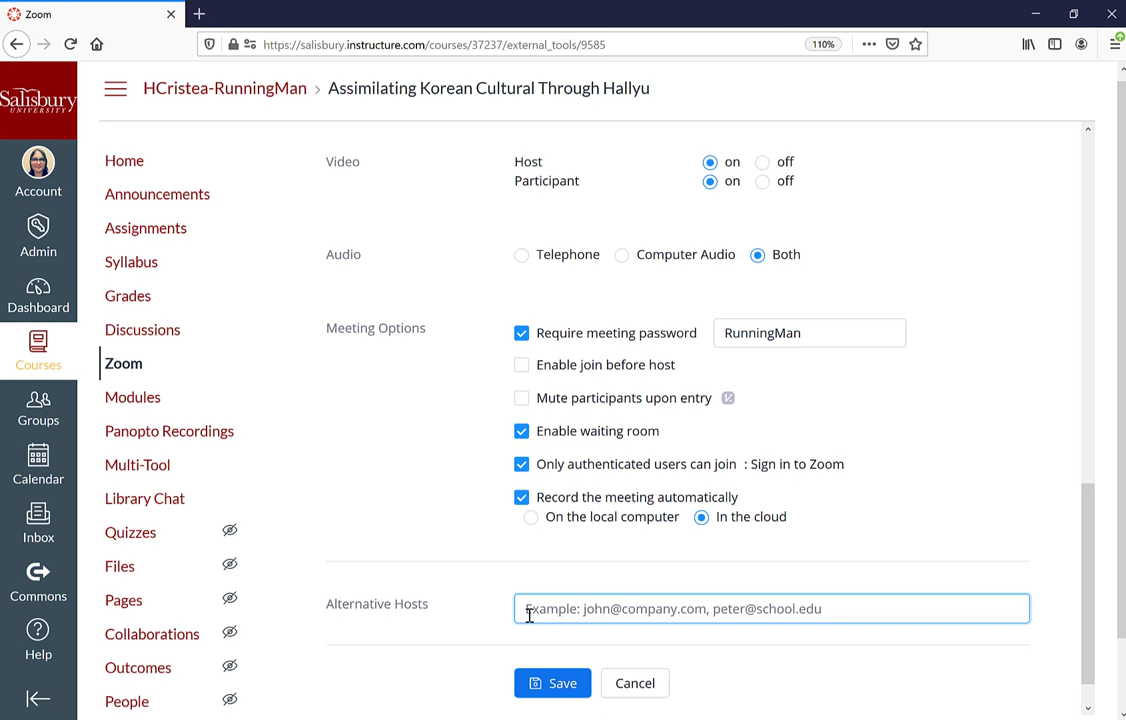 Zoom
https://salisbury.instructure.com/courses/37237/external_tools/9585
110%
Salisbury
UNIVERSITY
HCristea-RunningMan > Assimilating Korean Cultural Through Hallyu
Account
Admin
Dashboard
Courses
Groups
Calendar
Inbox
Commons
Help
Home
Announcements
Assignments
Syllabus
Grades
Discussions
Zoom
Modules
Panopto Recordings
Multi-Tool
Library Chat
Quizzes
Files
Pages
Collaborations
Outcomes
People
Video
Host on off
Participant on off
Audio
Telephone Computer Audio Both
Meeting Options
Require meeting password RunningMan
Enable join before host
Mute participants upon entry
Enable waiting room
Only authenticated users can join : Sign in to Zoom
Record the meeting automatically
On the local computer In the cloud
Alternative Hosts
Example: john@company.com, peter@school.edu
Save Cancel